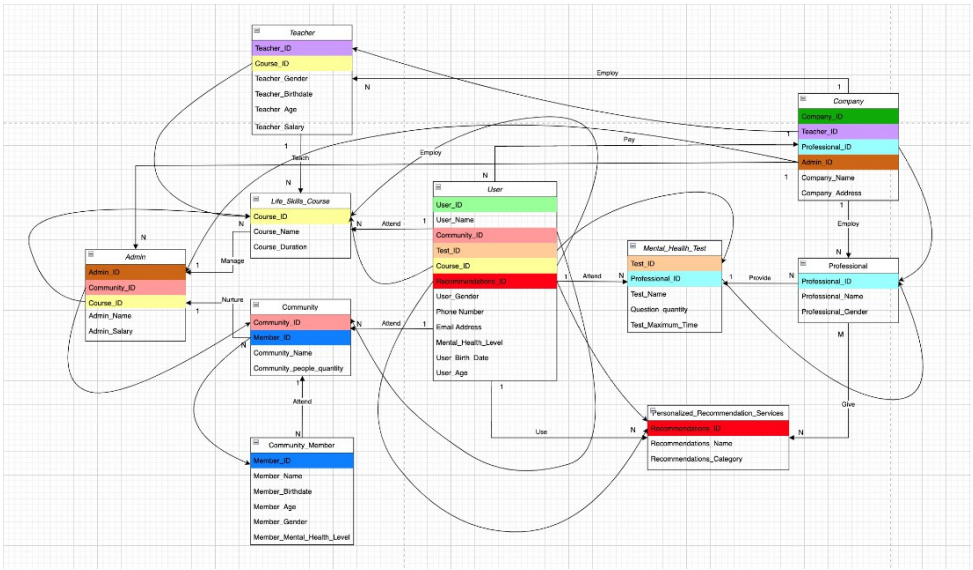 Teacher
Teacher_ID
Course_ID
Teacher_Gender
Teacher_Birthdate
Teacher_Age
Teacher_Salary
Employ
N
1
Company
Company_ID
Teacher_ID
Professional_ID
Admin_ID
Company_Name
Company_Address
1
1
Employ
N
1
Teach
N
Employ
Pay
N
1
Life_Skills_Course
Course_ID
Course_Name
Course_Duration
N
Attend
1
N
Manage
1
User
User_ID
User_Name
Community_ID
Test_ID
Course_ID
Recommendations_ID
User_Gender
Phone Number
Email Address
Mental_Health_Level
User_Birth_Date
User_Age
Mental_Health_Test
Test_ID
Professional_ID
Test_Name
Question_quantity
Test_Maximum_Time
1
Attend
N
1
Provide
N
Professional
Professional_ID
Professional_Name
Professional_Gender
M
Give
N
N
Admin
Admin_ID
Community_ID
Course_ID
Admin_Name
Admin_Salary
Nurture
1
N
Community
Community_ID
Member_ID
Community_Name
Community_people_quantity
N
Attend
1
1
Attend
N
Community_Member
Member_ID
Member_Name
Member_Birthdate
Member_Age
Member_Gender
Member_Mental_Health_Level
1
Use
N
Personalized_Recommendation_Services
Recommendations_ID
Recommendations_Name
Recommendations_Category